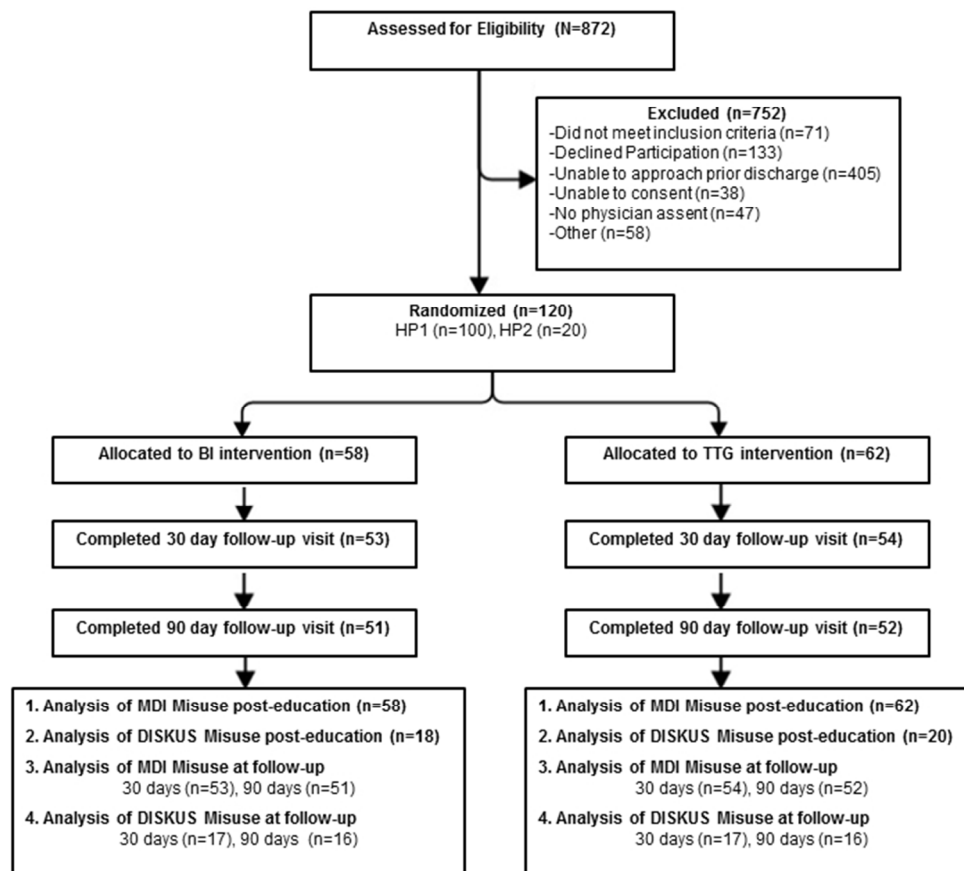 Assessed for Eligibility (N=872)
Excluded (n=752)
-Did not meet inclusion criteria (n=71)
-Declined Participation (n=133)
-Unable to approach prior discharge (n=405)
-Unable to consent (n=38)
-No physician assent (n=47)
-Other (n=58)
Randomized (n=120)
HP1 (n=100), HP2 (n=20)
Allocated to BI intervention (n=58)
Completed 30 day follow-up visit (n=53)
Completed 90 day follow-up visit (n=51)
1. Analysis of MDI Misuse post-education (n=58)
2. Analysis of DISKUS Misuse post-education (n=18)
3. Analysis of MDI Misuse at follow-up
30 days (n=53), 90 days (n=51)
4. Analysis of DISKUS Misuse at follow-up
30 days (n=17), 90 days (n=16)
Allocated to TTG intervention (n=62)
Completed 30 day follow-up visit (n=54)
Completed 90 day follow-up visit (n=52)
1. Analysis of MDI Misuse post-education (n=62)
2. Analysis of DISKUS Misuse post-education (n=20)
3. Analysis of MDI Misuse at follow-up
30 days (n=54), 90 days (n=52)
4. Analysis of DISKUS Misuse at follow-up
30 days (n=17), 90 days (n=16)